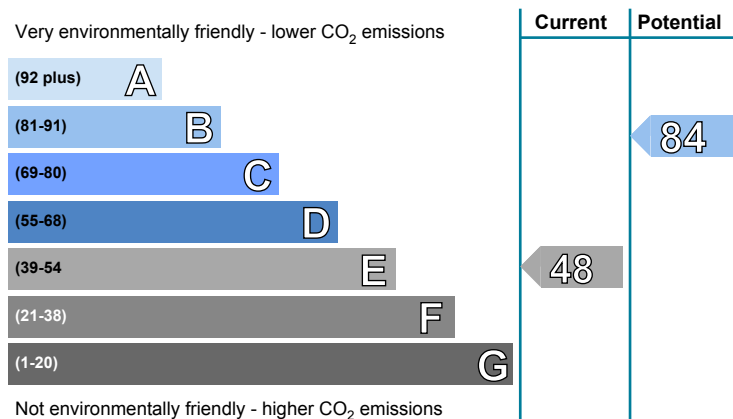 Current Potential
Very environmentally friendly - lower CO2 emissions
(92 plus) A
(81-91) B
84
(69-80) C
(55-68) D
(39-54 E
48
(21-38) F
(1-20) G
Not environmentally friendly - higher CO2 emissions